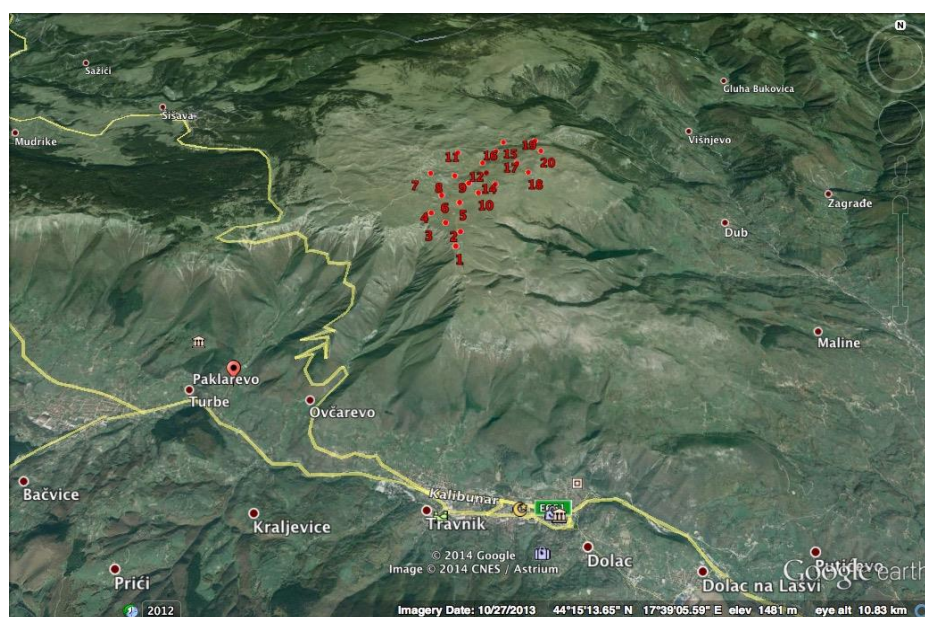 N
Sažići
Gluha Bukovica
Šišava
Mudrike
Višnjevo
11
16
15
19
20
17
7
8
12
9
14
18
Zagrađe
6
10
4
5
3
2
Dub
1
Maline
Paklarevo
Turbe
Ovčarevo
Bačvice
Kalibunar
Kraljevice
Travnik
© 2014 Google
Image © 2014 CNES / Astrium
Dolac
Prići
Dolac na Lašvi
Putićevo
Google earth
2012
Imagery Date: 10/27/2013 44°15'13.65" N 17°39'05.59" E elev 1481 m eye alt 10.83 km